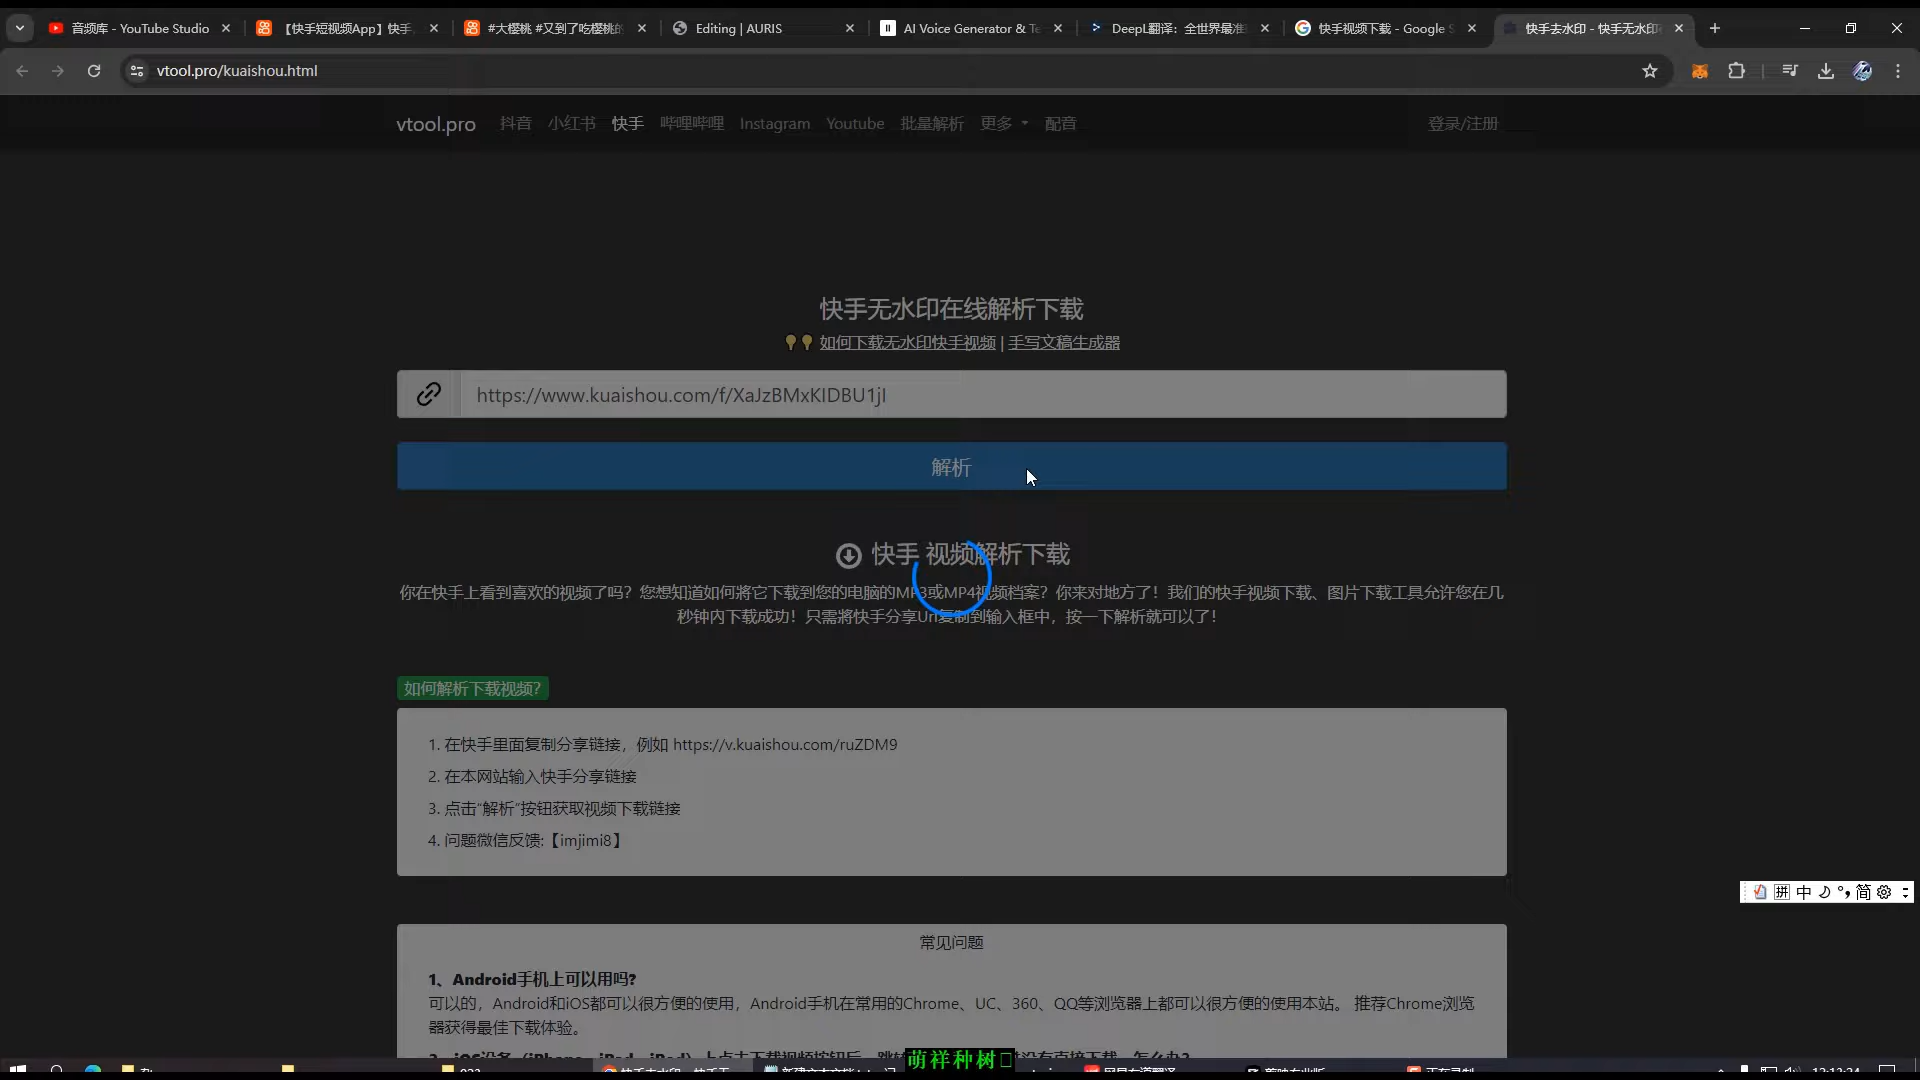 音频库 - YouTube Studio
【快手短视频App】快手,
#大樱桃 #又到了吃樱桃的
Editing | AURIS
AI Voice Generator & Te
DeepL翻译：全世界最准
快手视频下载 - Google S
快手去水印 - 快手无水印
vtool.pro/kuaishou.html
vtool.pro 抖音 小红书 快手 哔哩哔哩 Instagram Youtube 批量解析 更多 配音 登录/注册
快手无水印在线解析下载
如何下载无水印快手视频 | 手写文稿生成器
https://www.kuaishou.com/f/XaJzBMxKIDBU1jI
解析
快手 视频解析下载
你在快手上看到喜欢的视频了吗？您想知道如何將它下载到您的电脑的MP3或MP4视频档案？你来对地方了！我们的快手视频下载、图片下载工具允许您在几
秒钟內下载成功！只需將快手分享Url复制到输入框中，按一下解析就可以了！
如何解析下载视频？
1. 在快手里面复制分享链接，例如 https://v.kuaishou.com/ruZDM9
2. 在本网站输入快手分享链接
3. 点击“解析”按钮获取视频下载链接
4. 问题微信反馈:【imjimi8】
拼 中 简
常见问题
1、Android手机上可以用吗?
可以的，Android和iOS都可以很方便的使用，Android手机在常用的Chrome、UC、360、QQ等浏览器上都可以很方便的使用本站。 推荐Chrome浏览
器获得最佳下载体验。
萌祥种树